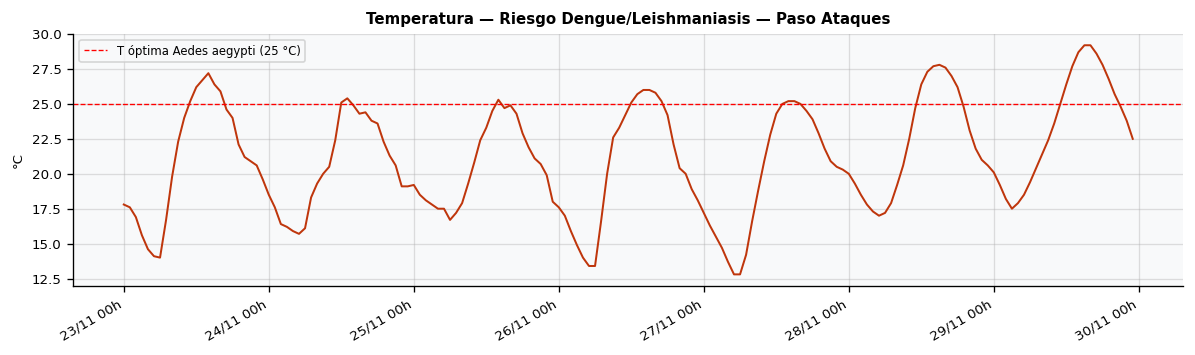 Temperatura — Riesgo Dengue/Leishmaniasis — Paso Ataques
T óptima Aedes aegypti (25 °C)
30.0
27.5
25.0
22.5
20.0
17.5
15.0
12.5
°C
23/11 00h
24/11 00h
25/11 00h
26/11 00h
27/11 00h
28/11 00h
29/11 00h
30/11 00h